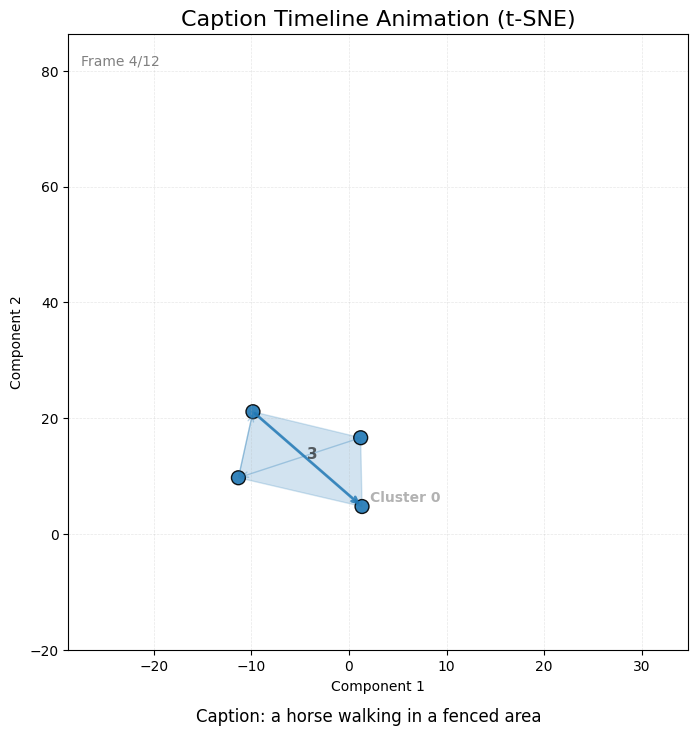 Caption Timeline Animation (t-SNE)
Frame 4/12
80
60
40
20
0
−20
Component 2
3
Cluster 0
−20
−10
0
10
20
30
Component 1
Caption: a horse walking in a fenced area